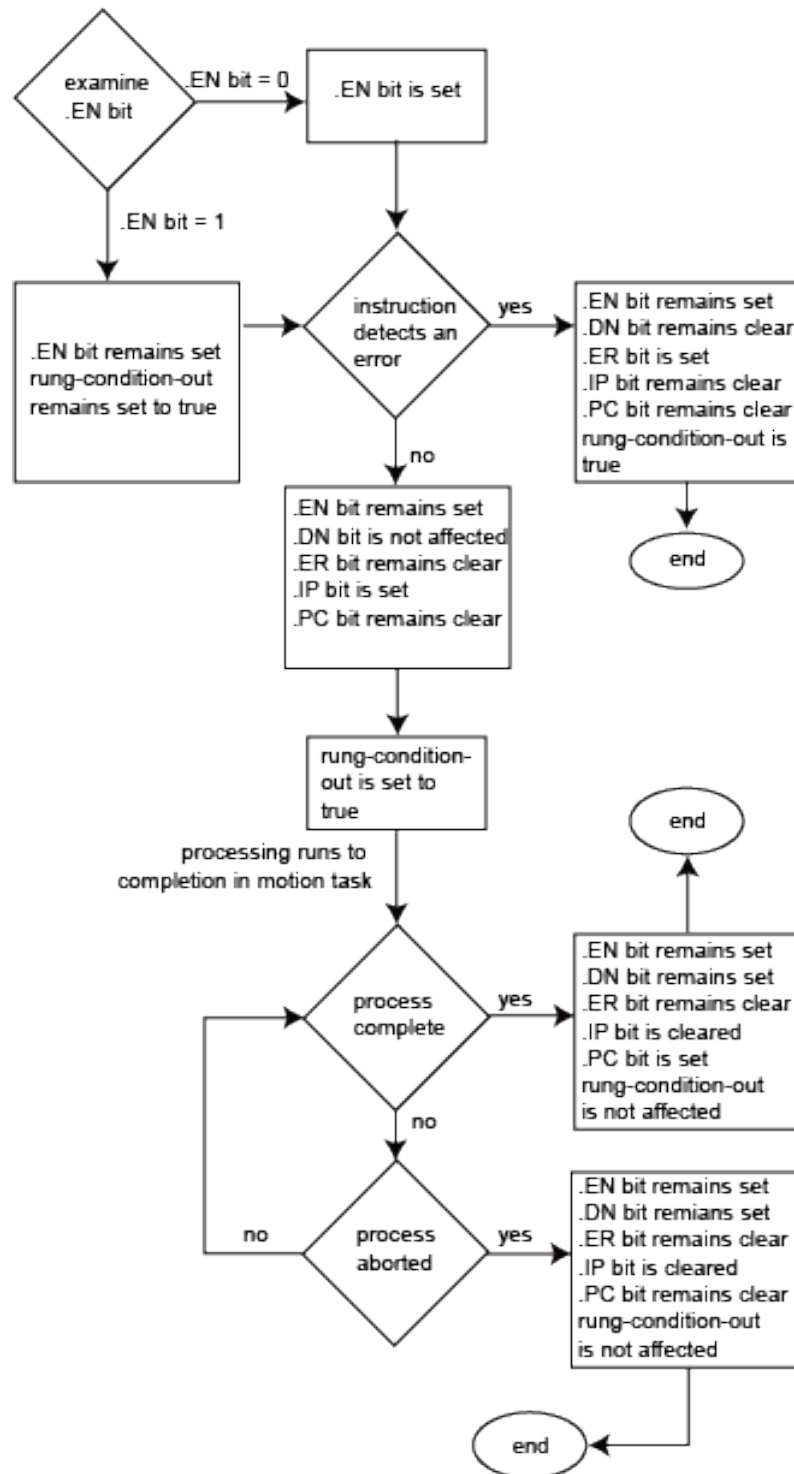 examine
.EN bit
.EN bit = 0
.EN bit is set
.EN bit = 1
.EN bit remains set
rung-condition-out
remains set to true
instruction
detects an
error
yes
.EN bit remains set
.DN bit remains clear
.ER bit is set
.IP bit remains clear
.PC bit remains clear
rung-condition-out is
true
end
no
.EN bit remains set
.DN bit is not affected
.ER bit remains clear
.IP bit is set
.PC bit remains clear
rung-condition-
out is set to
true
processing runs to
completion in motion task
process
complete
yes
.EN bit remains set
.DN bit remains set
.ER bit remains clear
.IP bit is cleared
.PC bit is set
rung-condition-out
is not affected
end
no
process
aborted
no
yes
.EN bit remains set
.DN bit remians set
.ER bit remains clear
.IP bit is cleared
.PC bit remains clear
rung-condition-out
is not affected
end